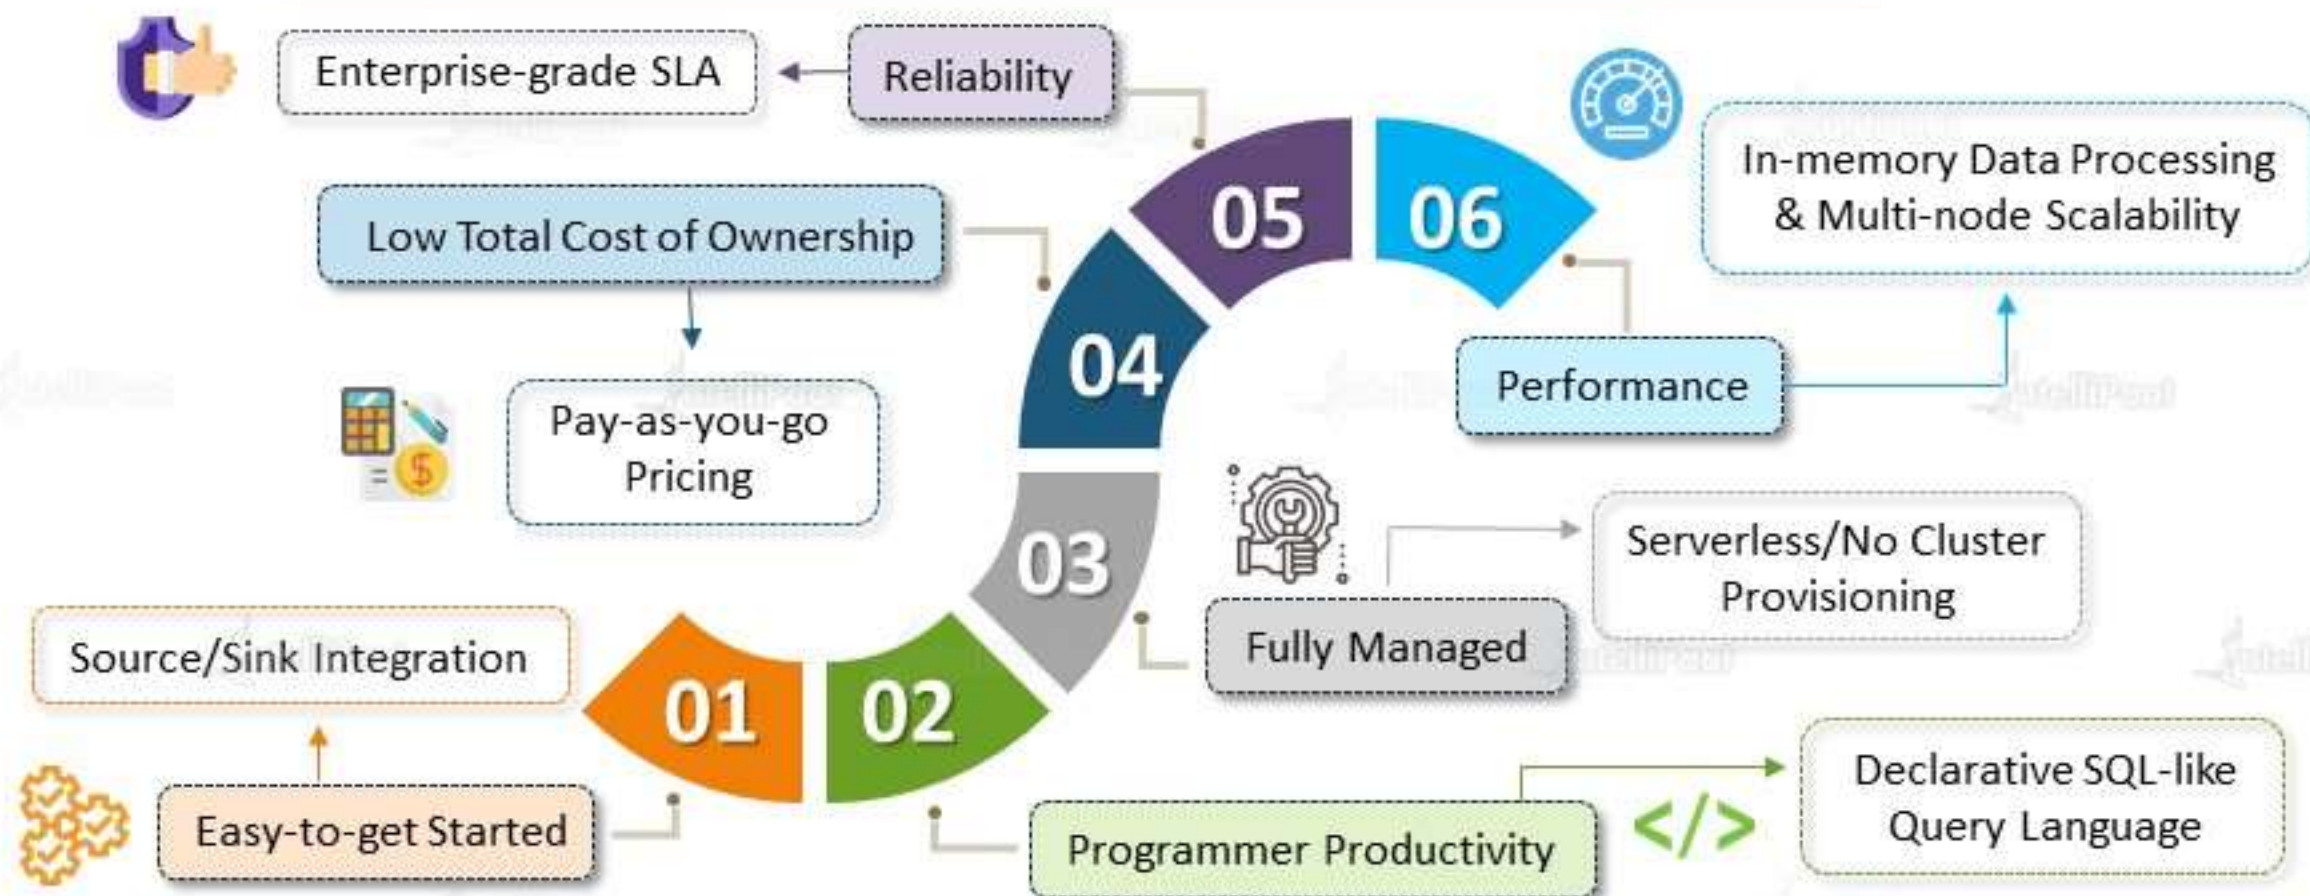 Enterprise-grade SLA
Reliability
Low Total Cost of Ownership
Pay-as-you-go
Pricing
05
06
04
03
01
02
In-memory Data Processing
& Multi-node Scalability
Performance
Serverless/No Cluster
Provisioning
Fully Managed
Source/Sink Integration
Easy-to-get Started
Programmer Productivity
</>
Declarative SQL-like
Query Language